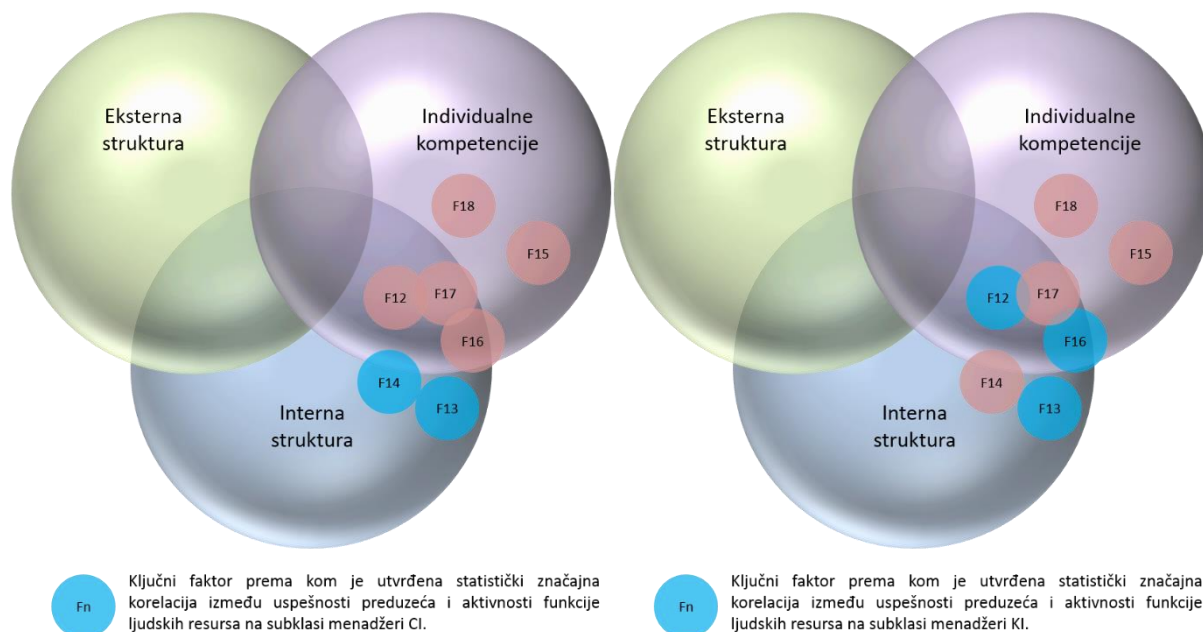 Eksterna
struktura
Individualne
kompetencije
F18
F15
F12
F17
F16
F14
F13
Interna
struktura
Fn
Ključni faktor prema kom je utvrđena statistički značajna
korelacija između uspešnosti preduzeća i aktivnosti funkcije
ljudskih resursa na subklasi menadžeri CI.
Eksterna
struktura
Individualne
kompetencije
F18
F15
F12
F17
F16
F14
F13
Interna
struktura
Fn
Ključni faktor prema kom je utvrđena statistički značajna
korelacija između uspešnosti preduzeća i aktivnosti funkcije
ljudskih resursa na subklasi menadžeri KI.